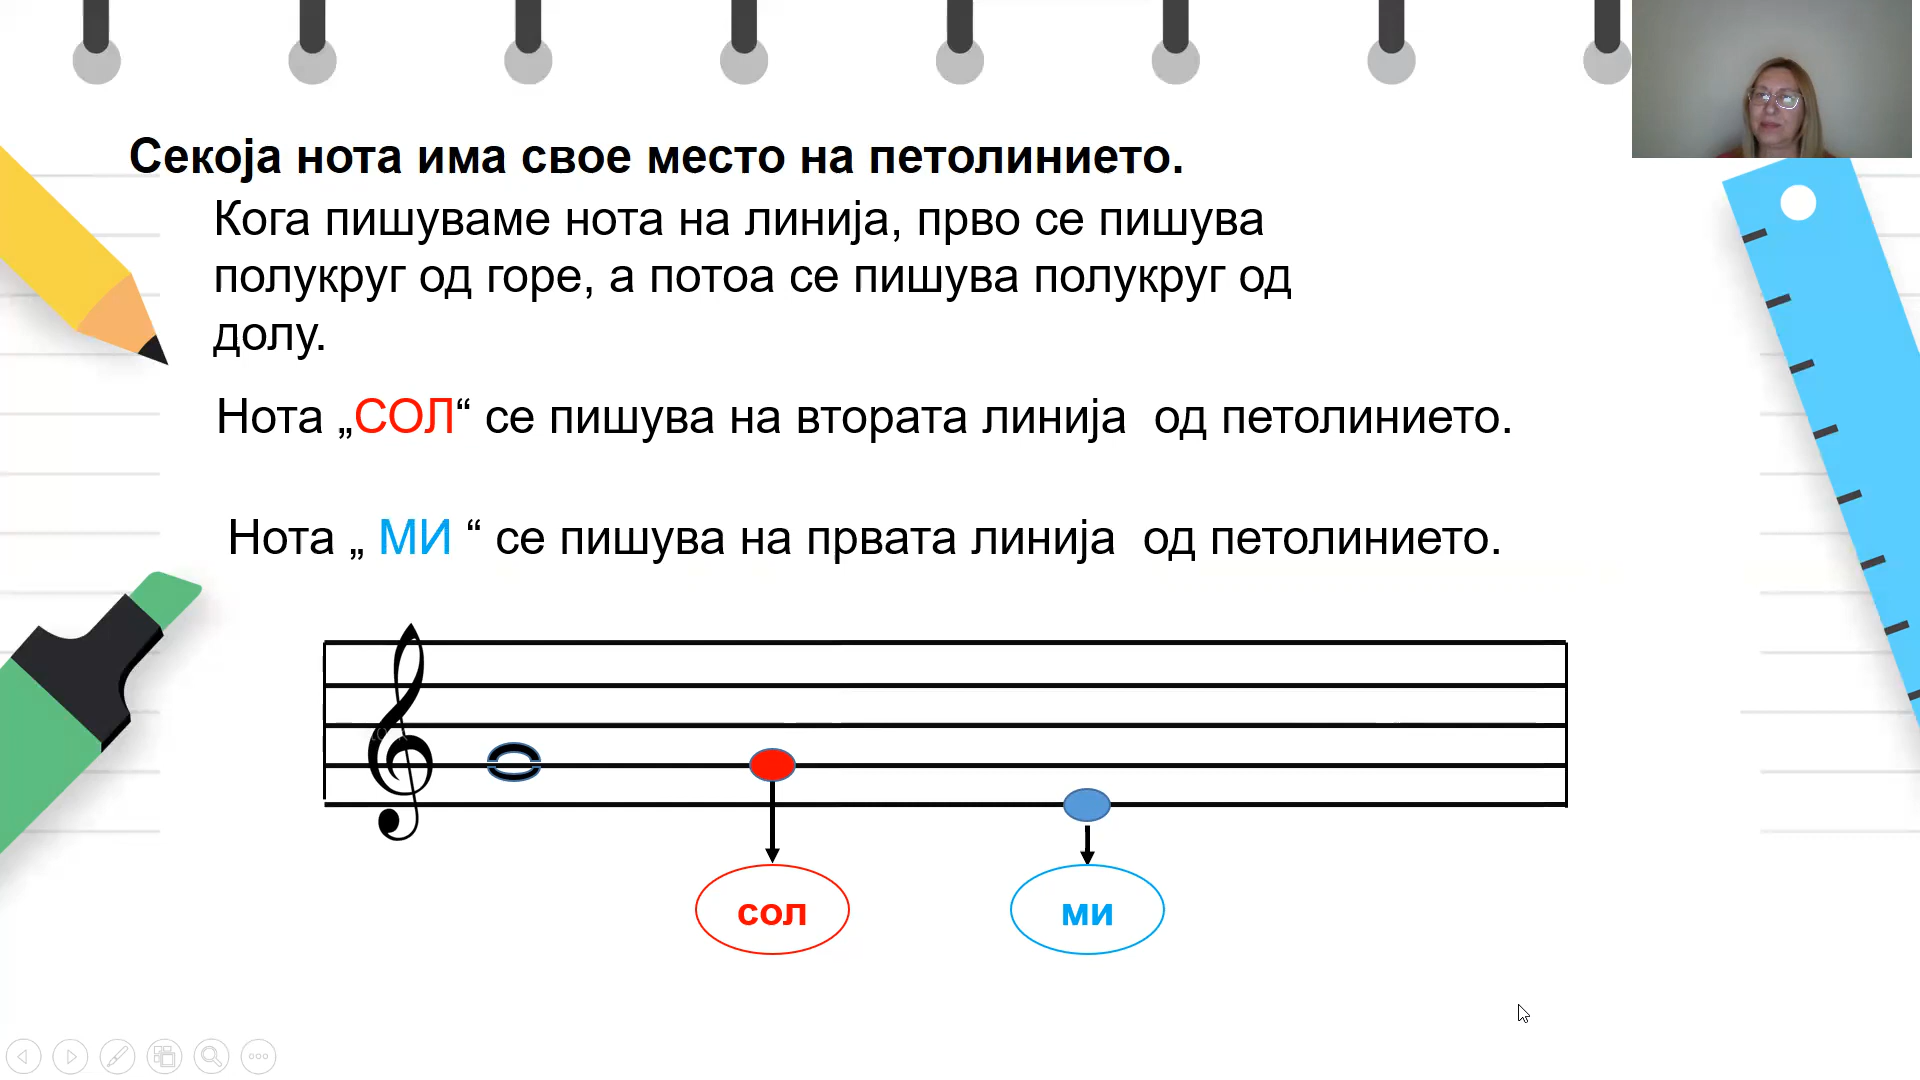 Секоја нота има свое место на петолинието.
Кога пишуваме нота на линија, прво се пишува
полукруг од горе, а потоа се пишува полукруг од
долу.
Нота „СОЛ“ се пишува на втората линија од петолинието.
Нота „ МИ “ се пишува на првата линија од петолинието.
сол
ми